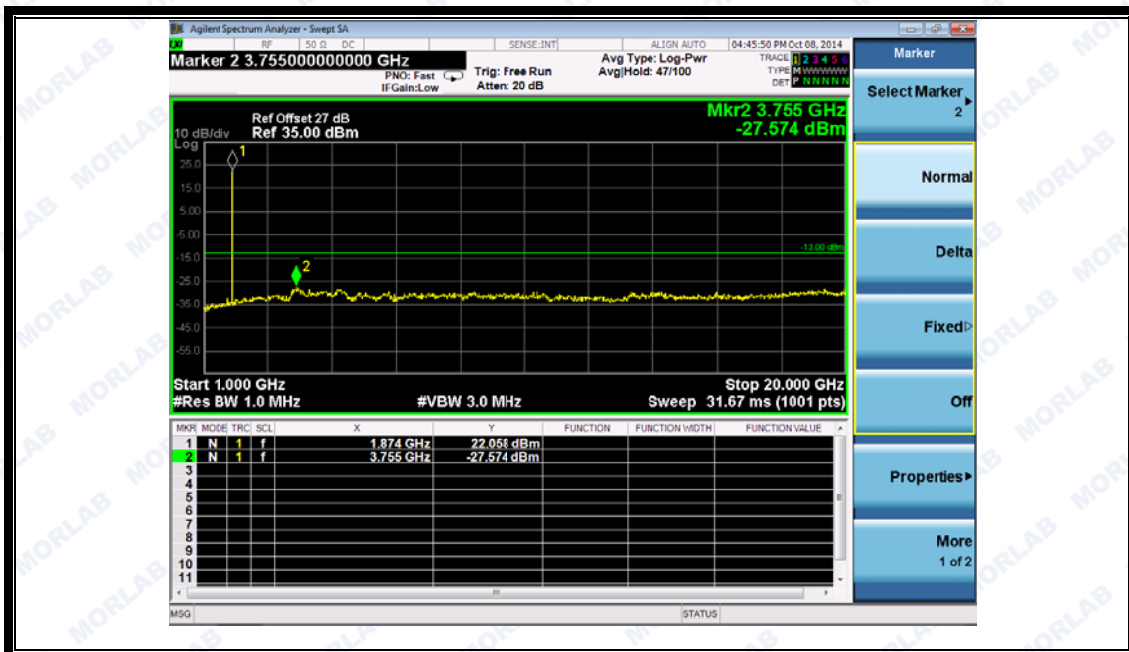 Agilent Spectrum Analyzer - Swept SA
RF 50 Ω DC SENSE:INT ALIGN AUTO 04:45:50 PM Oct 08, 2014
Marker 2 3.755000000000 GHz
PNO: Fast
IFGain:Low
Trig: Free Run
Atten: 20 dB
Avg Type: Log-Pwr
Avg|Hold: 47/100
TRACE 1 2 3 4 5 6
TYPE M WWWWW
DET P N N N N N
Mkr2 3.755 GHz
-27.574 dBm
Ref Offset 27 dB
10 dB/div Ref 35.00 dBm
Log
25.0
15.0
5.00
-5.00
-15.0
-25.0
-35.0
-45.0
-55.0
1
2
-13.00 dBm
Start 1.000 GHz Stop 20.000 GHz
#Res BW 1.0 MHz #VBW 3.0 MHz Sweep 31.67 ms (1001 pts)
MKR MODE TRC SCL X Y FUNCTION FUNCTION WIDTH FUNCTION VALUE
1 N 1 f 1.874 GHz 22.058 dBm
2 N 1 f 3.755 GHz -27.574 dBm
3
4
5
6
7
8
9
10
11
MSG STATUS
Marker
Select Marker
2
Normal
Delta
Fixed
Off
Properties
More
1 of 2
MORLAB